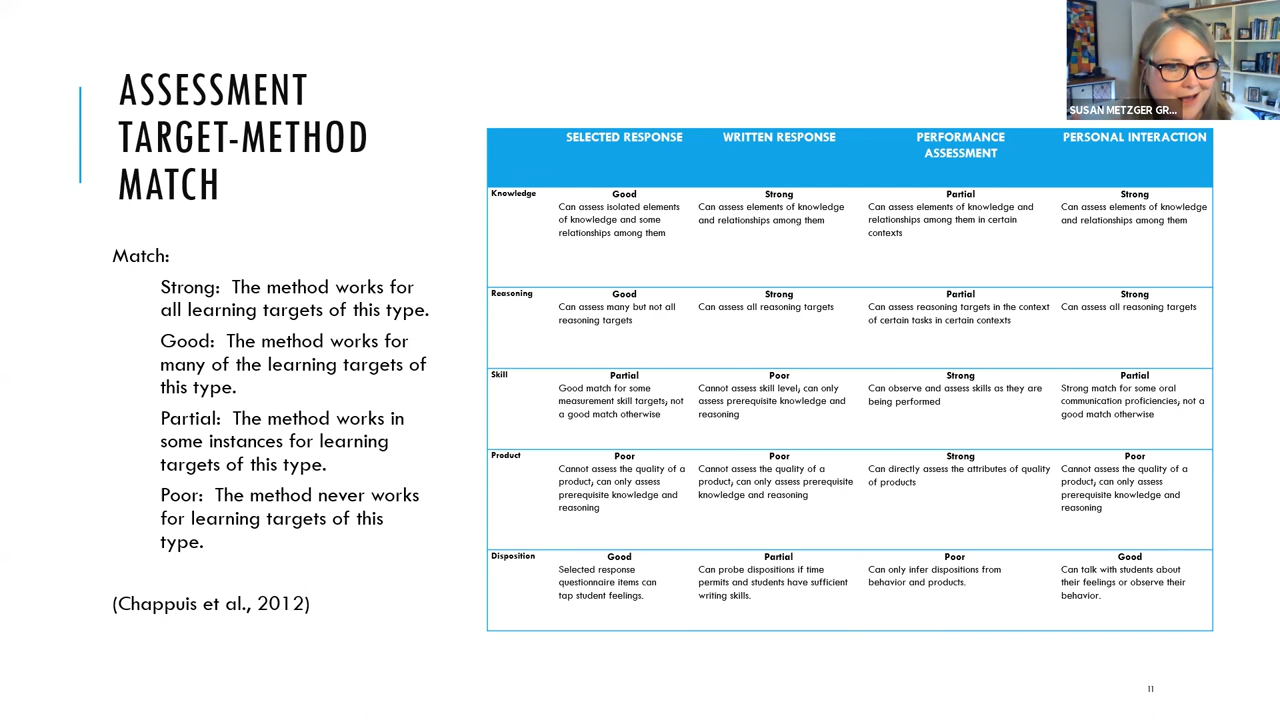 SUSAN METZGER GR...
ASSESSMENT
TARGET-METHOD
MATCH
Match:
Strong: The method works for
all learning targets of this type.
Good: The method works for
many of the learning targets of
this type.
Partial: The method works in
some instances for learning
targets of this type.
Poor: The method never works
for learning targets of this
type.
(Chappuis et al., 2012)
SELECTED RESPONSE
WRITTEN RESPONSE
PERFORMANCE
ASSESSMENT
PERSONAL INTERACTION
Knowledge
Good
Can assess isolated elements
of knowledge and some
relationships among them
Strong
Can assess elements of knowledge
and relationships among them
Partial
Can assess elements of knowledge and
relationships among them in certain
contexts
Strong
Can assess elements of knowledge
and relationships among them
Reasoning
Good
Can assess many but not all
reasoning targets
Strong
Can assess all reasoning targets
Partial
Can assess reasoning targets in the context
of certain tasks in certain contexts
Strong
Can assess all reasoning targets
Skill
Partial
Good match for some
measurement skill targets; not
a good match otherwise
Poor
Cannot assess skill level; can only
assess prerequisite knowledge and
reasoning
Strong
Can observe and assess skills as they are
being performed
Partial
Strong match for some oral
communication proficiencies; not a
good match otherwise
Product
Poor
Cannot assess the quality of a
product; can only assess
prerequisite knowledge and
reasoning
Poor
Cannot assess the quality of a
product; can only assess prerequisite
knowledge and reasoning
Strong
Can directly assess the attributes of quality
of products
Poor
Cannot assess the quality of a
product; can only assess
prerequisite knowledge and
reasoning
Disposition
Good
Selected response
questionnaire items can
tap student feelings.
Partial
Can probe dispositions if time
permits and students have sufficient
writing skills.
Poor
Can only infer dispositions from
behavior and products.
Good
Can talk with students about
their feelings or observe their
behavior.
11